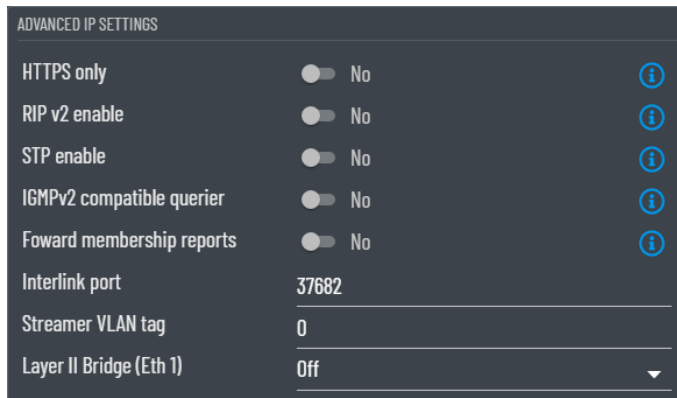 ADVANCED IP SETTINGS
HTTPS only No
RIP v2 enable No
STP enable No
IGMPv2 compatible querier No
Foward membership reports No
Interlink port 37682
Streamer VLAN tag 0
Layer II Bridge (Eth 1) Off